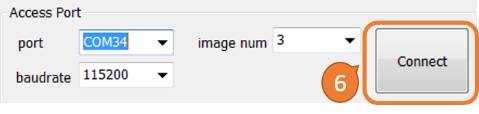 Access Port
port COM34 image num 3
baudrate 115200
6
Connect